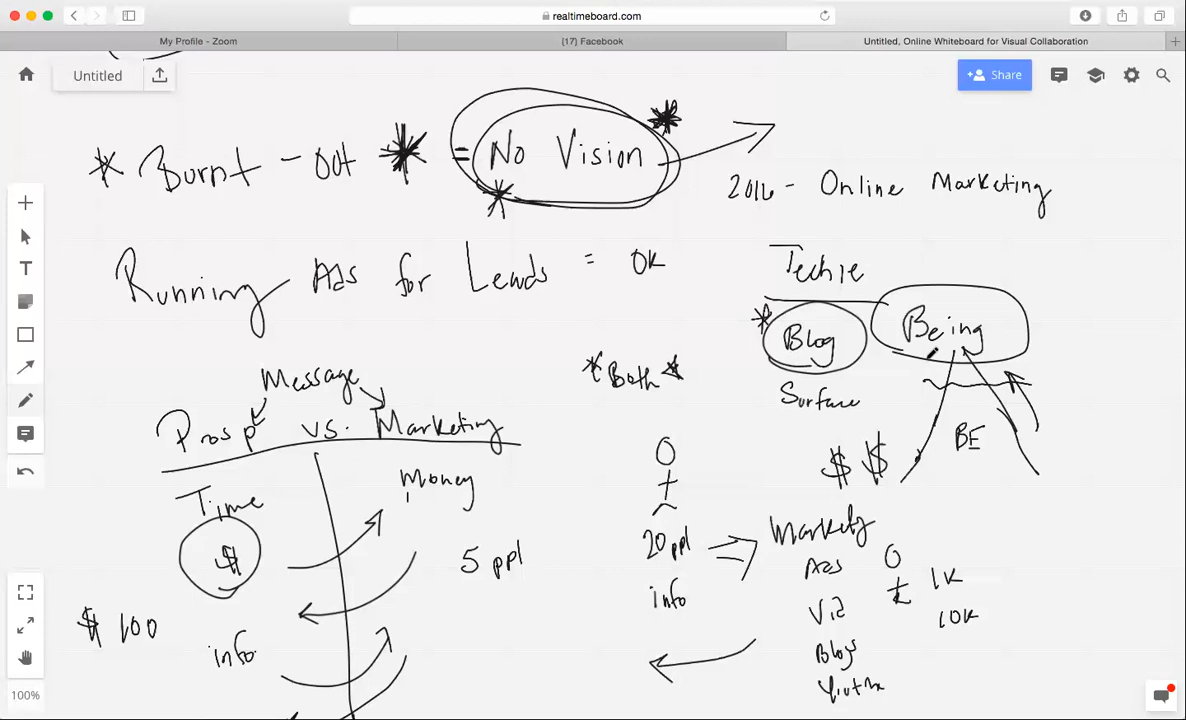 realtimeboard.com
My Profile - Zoom
(17) Facebook
Untitled, Online Whiteboard for Visual Collaboration
Untitled
Share
* Burnt - Out * = No Vision
2016 - Online Marketing
Running Ads for Leads = OK
Techie
* Blog
Being
Surface
*Both*
Message
Prosp vs. Marketing
BE
$ $
Time
Money
$
5 ppl
20 ppl
info
Ads
Vid
Blogs
1K
10K
$ 100
info
100%